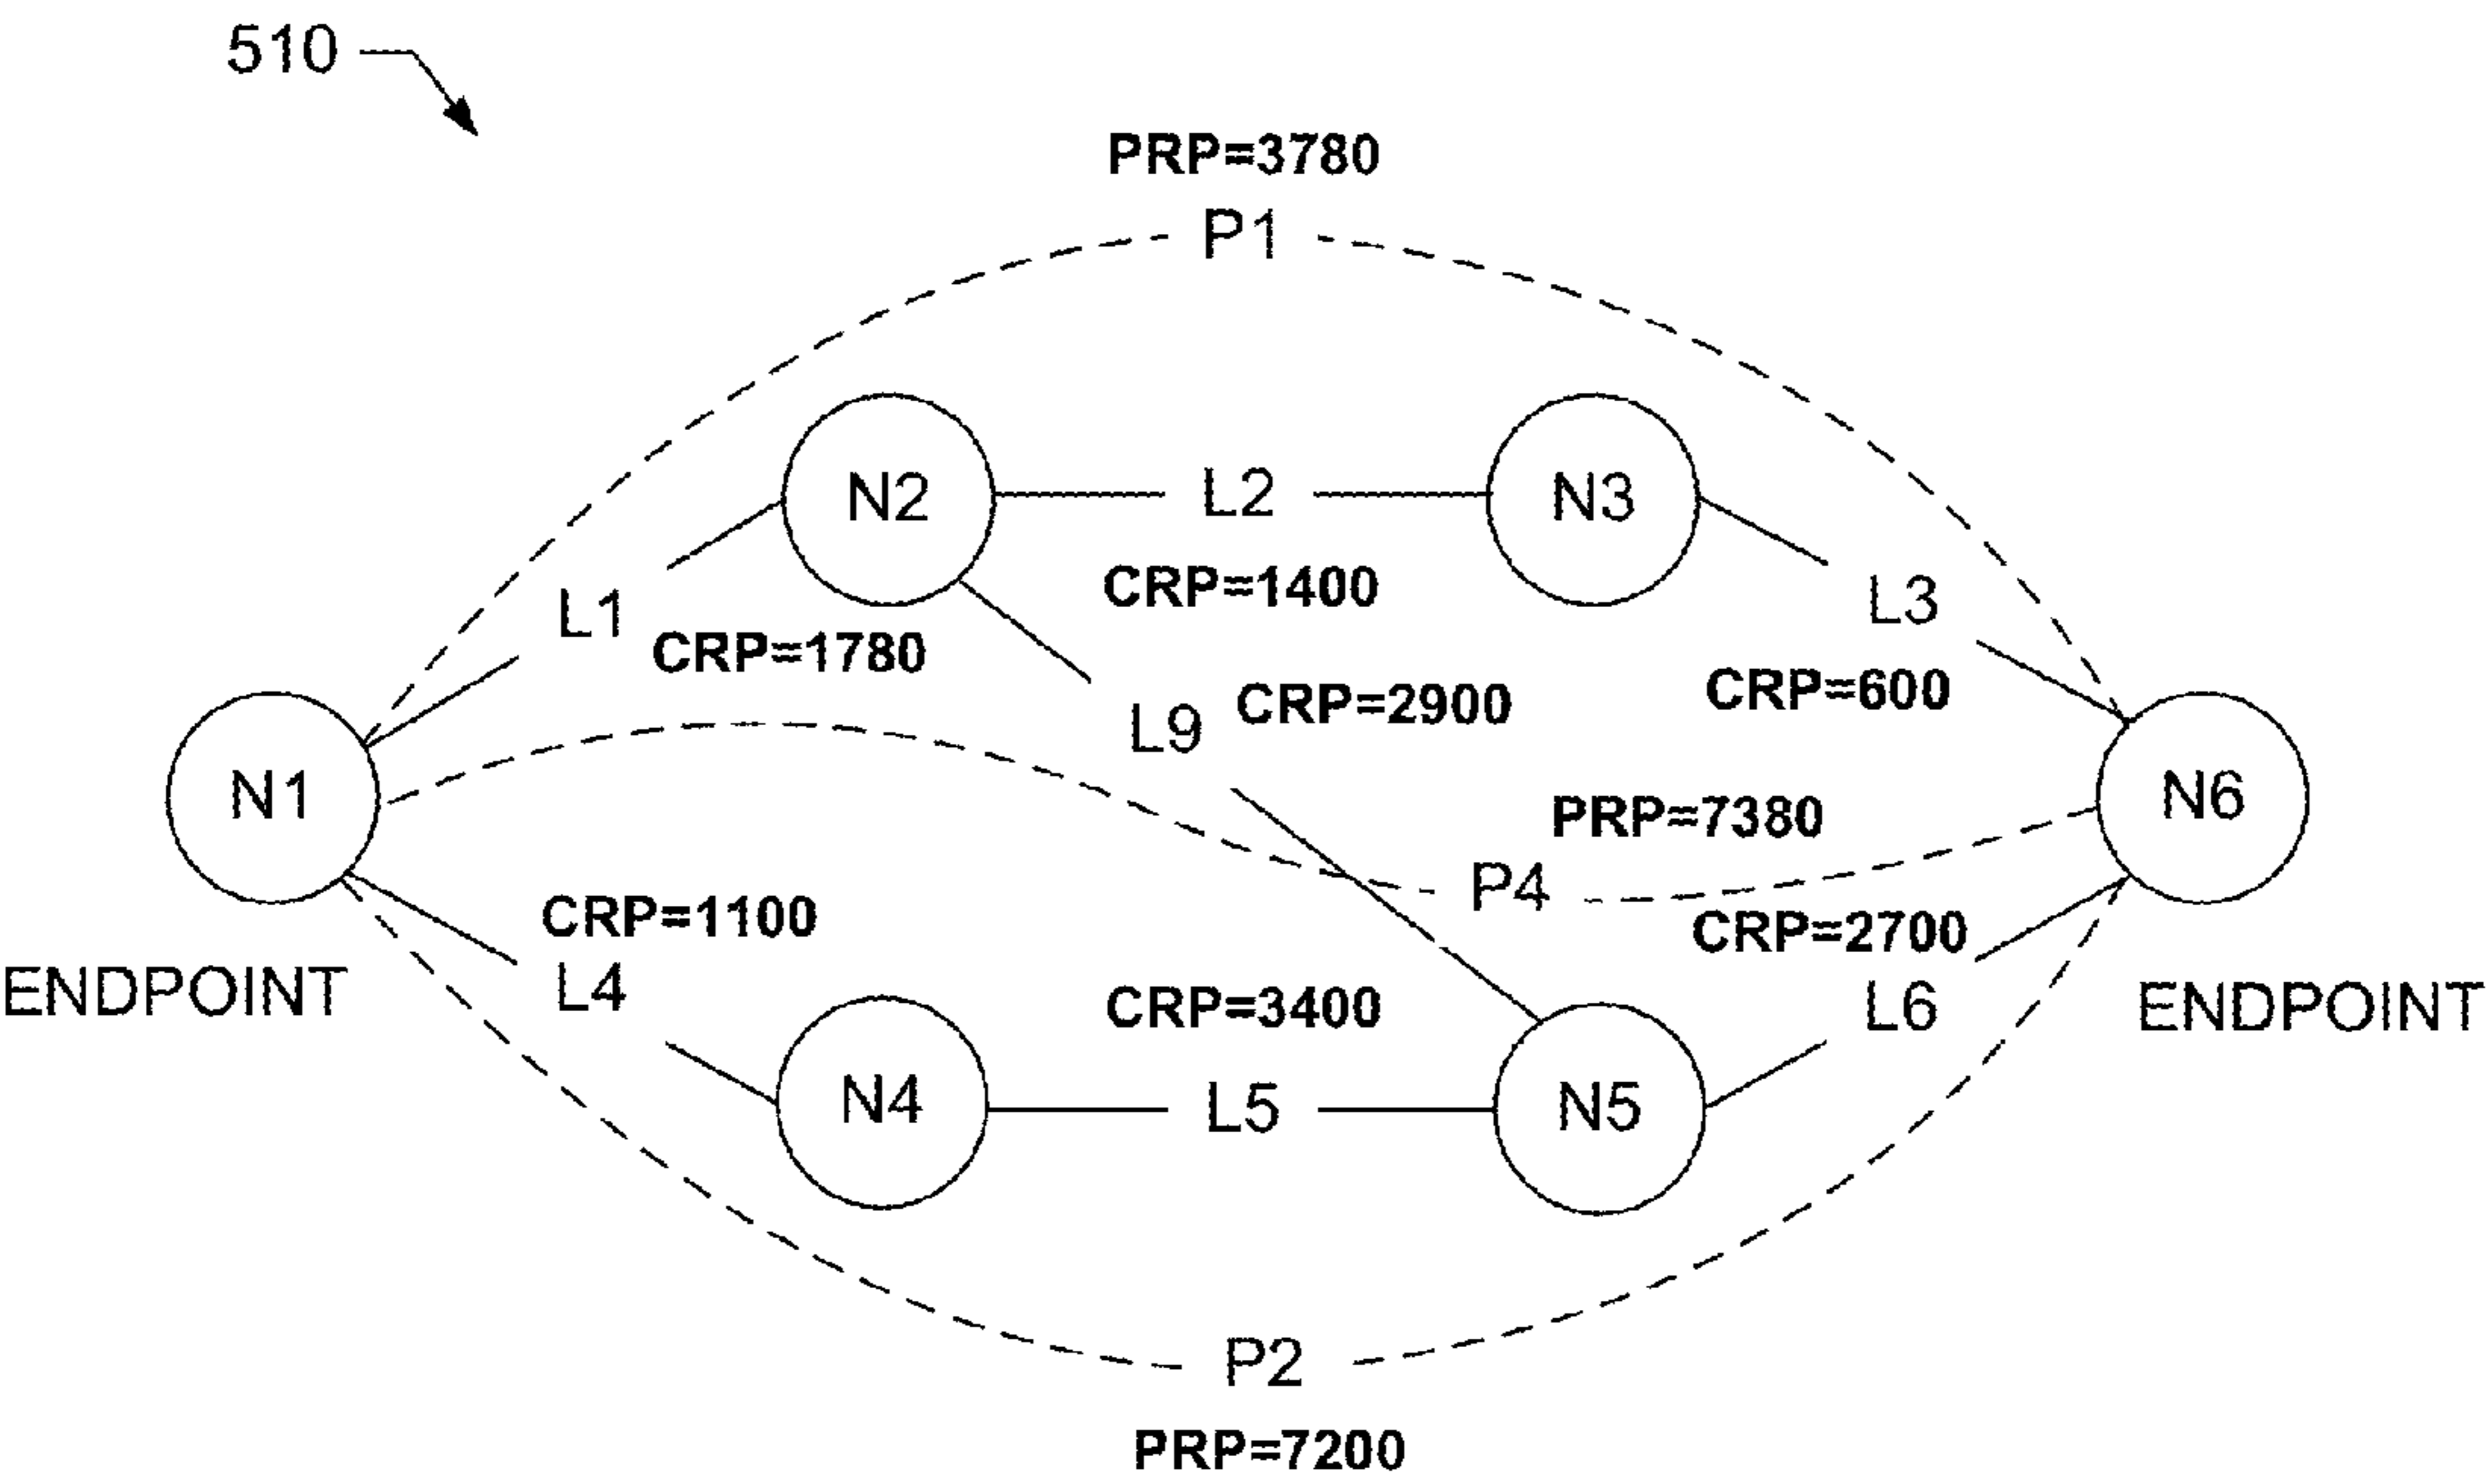 510
PRP=3780
P1
N2
L2
N3
CRP=1400
L1
L3
CRP=1780
CRP=600
CRP=2900
L9
N1
N6
PRP=7380
P4
CRP=1100
CRP=2700
ENDPOINT
L4
CRP=3400
L6
ENDPOINT
N4
L5
N5
P2
PRP=7200